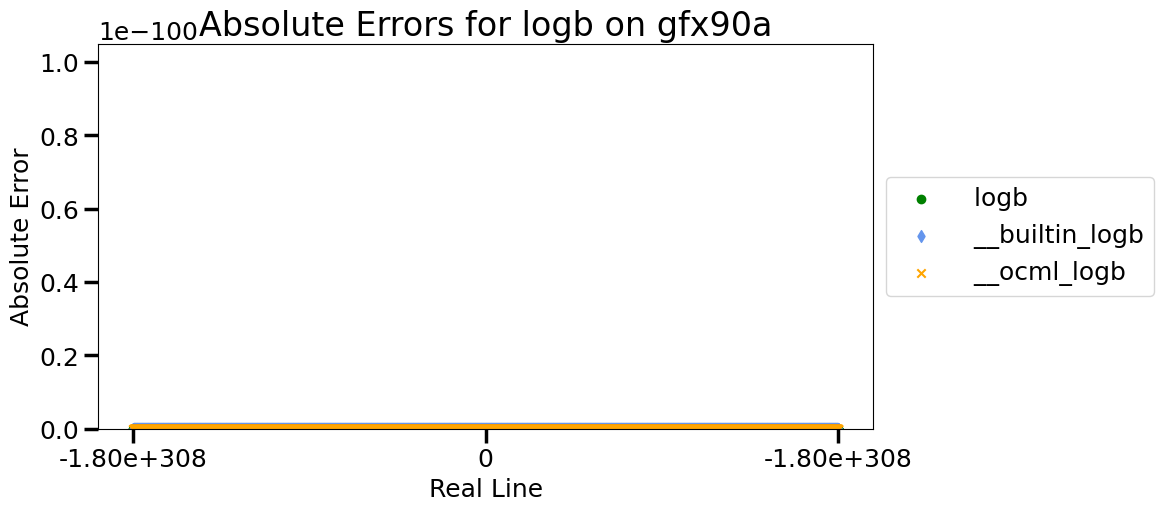 Absolute Errors for logb on gfx90a
1e−100
1.0
0.8
0.6
0.4
0.2
0.0
Absolute Error
-1.80e+308
0
-1.80e+308
Real Line
logb
__builtin_logb
__ocml_logb